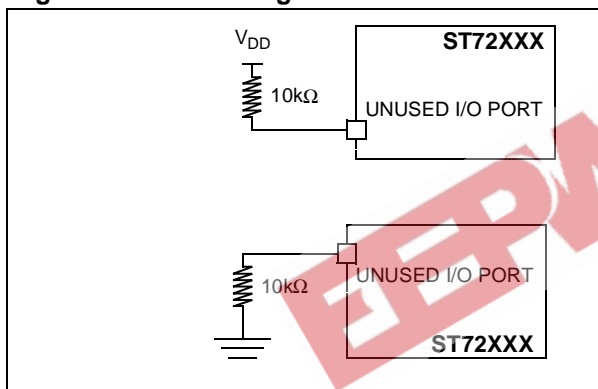 V_DD
ST72XXX
10kΩ
UNUSED I/O PORT
10kΩ
UNUSED I/O PORT
ST72XXX